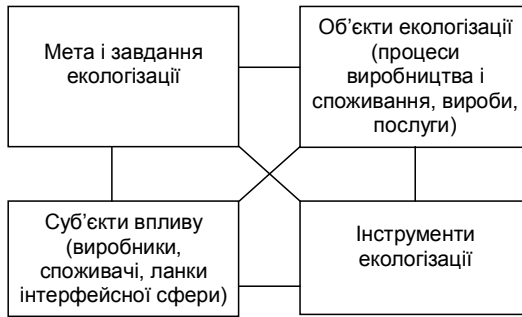 Мета і завдання
екологізації
Об’єкти екологізації
(процеси
виробництва і
споживання, вироби,
послуги)
Суб’єкти впливу
(виробники,
споживачі, ланки
інтерфейсної сфери)
Інструменти
екологізації